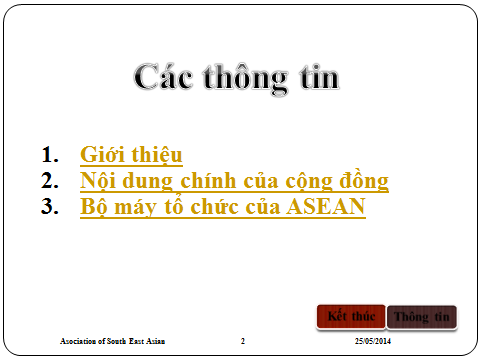 Các thông tin
1. Giới thiệu
2. Nội dung chính của cộng đồng
3. Bộ máy tổ chức của ASEAN
Kết thúc Thông tin
Asociation of South East Asian 2 25/05/2014